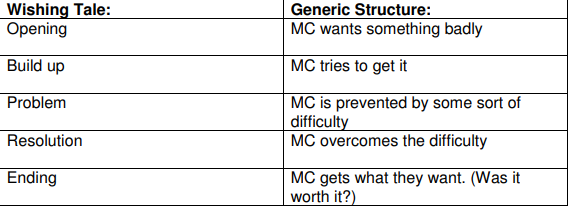 Wishing Tale: Generic Structure:
Opening MC wants something badly
Build up MC tries to get it
Problem MC is prevented by some sort of
difficulty
Resolution MC overcomes the difficulty
Ending MC gets what they want. (Was it
worth it?)